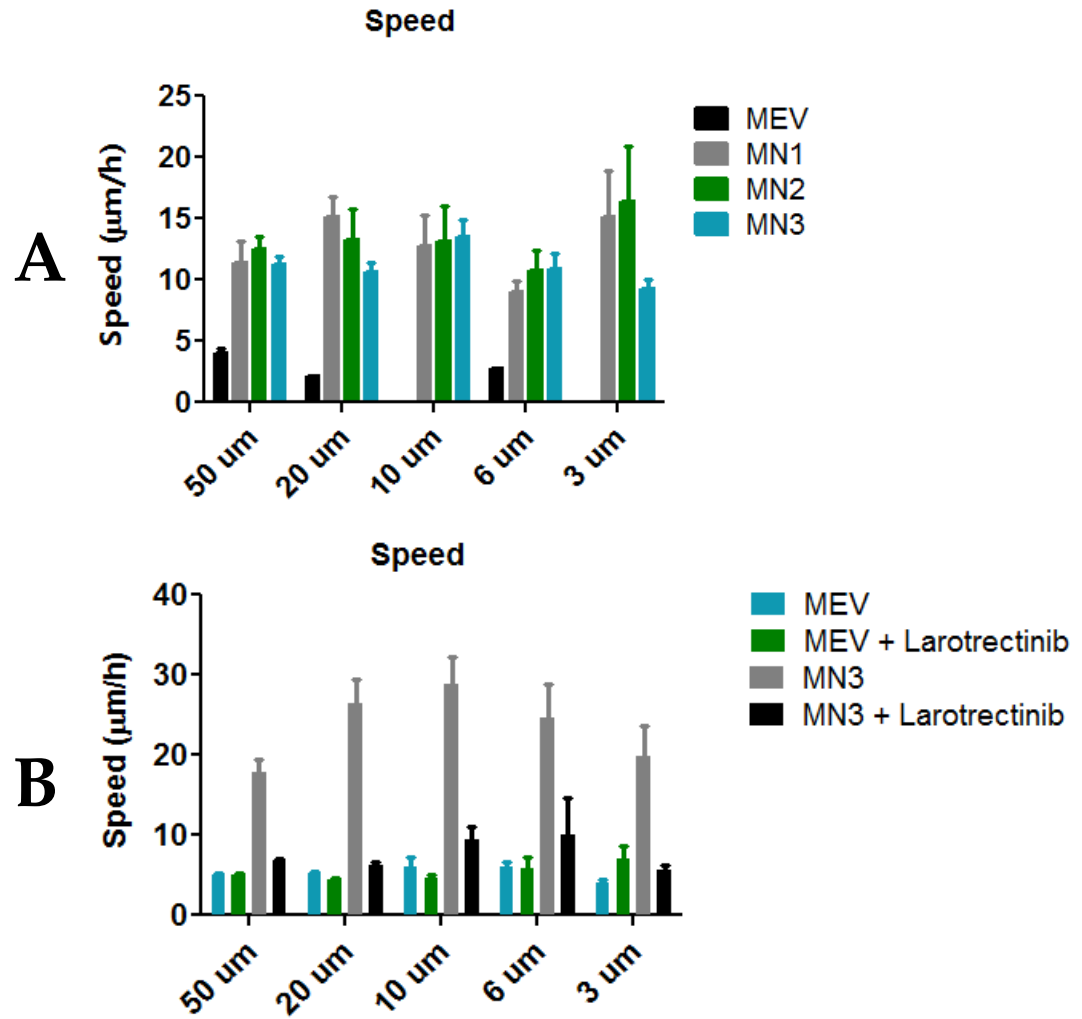 A
Speed
Speed (μm/h)
25
20
15
10
5
0
50 um
20 um
10 um
6 um
3 um
MEV
MN1
MN2
MN3
B
Speed
Speed (μm/h)
40
30
20
10
0
50 um
20 um
10 um
6 um
3 um
MEV
MEV + Larotrectinib
MN3
MN3 + Larotrectinib